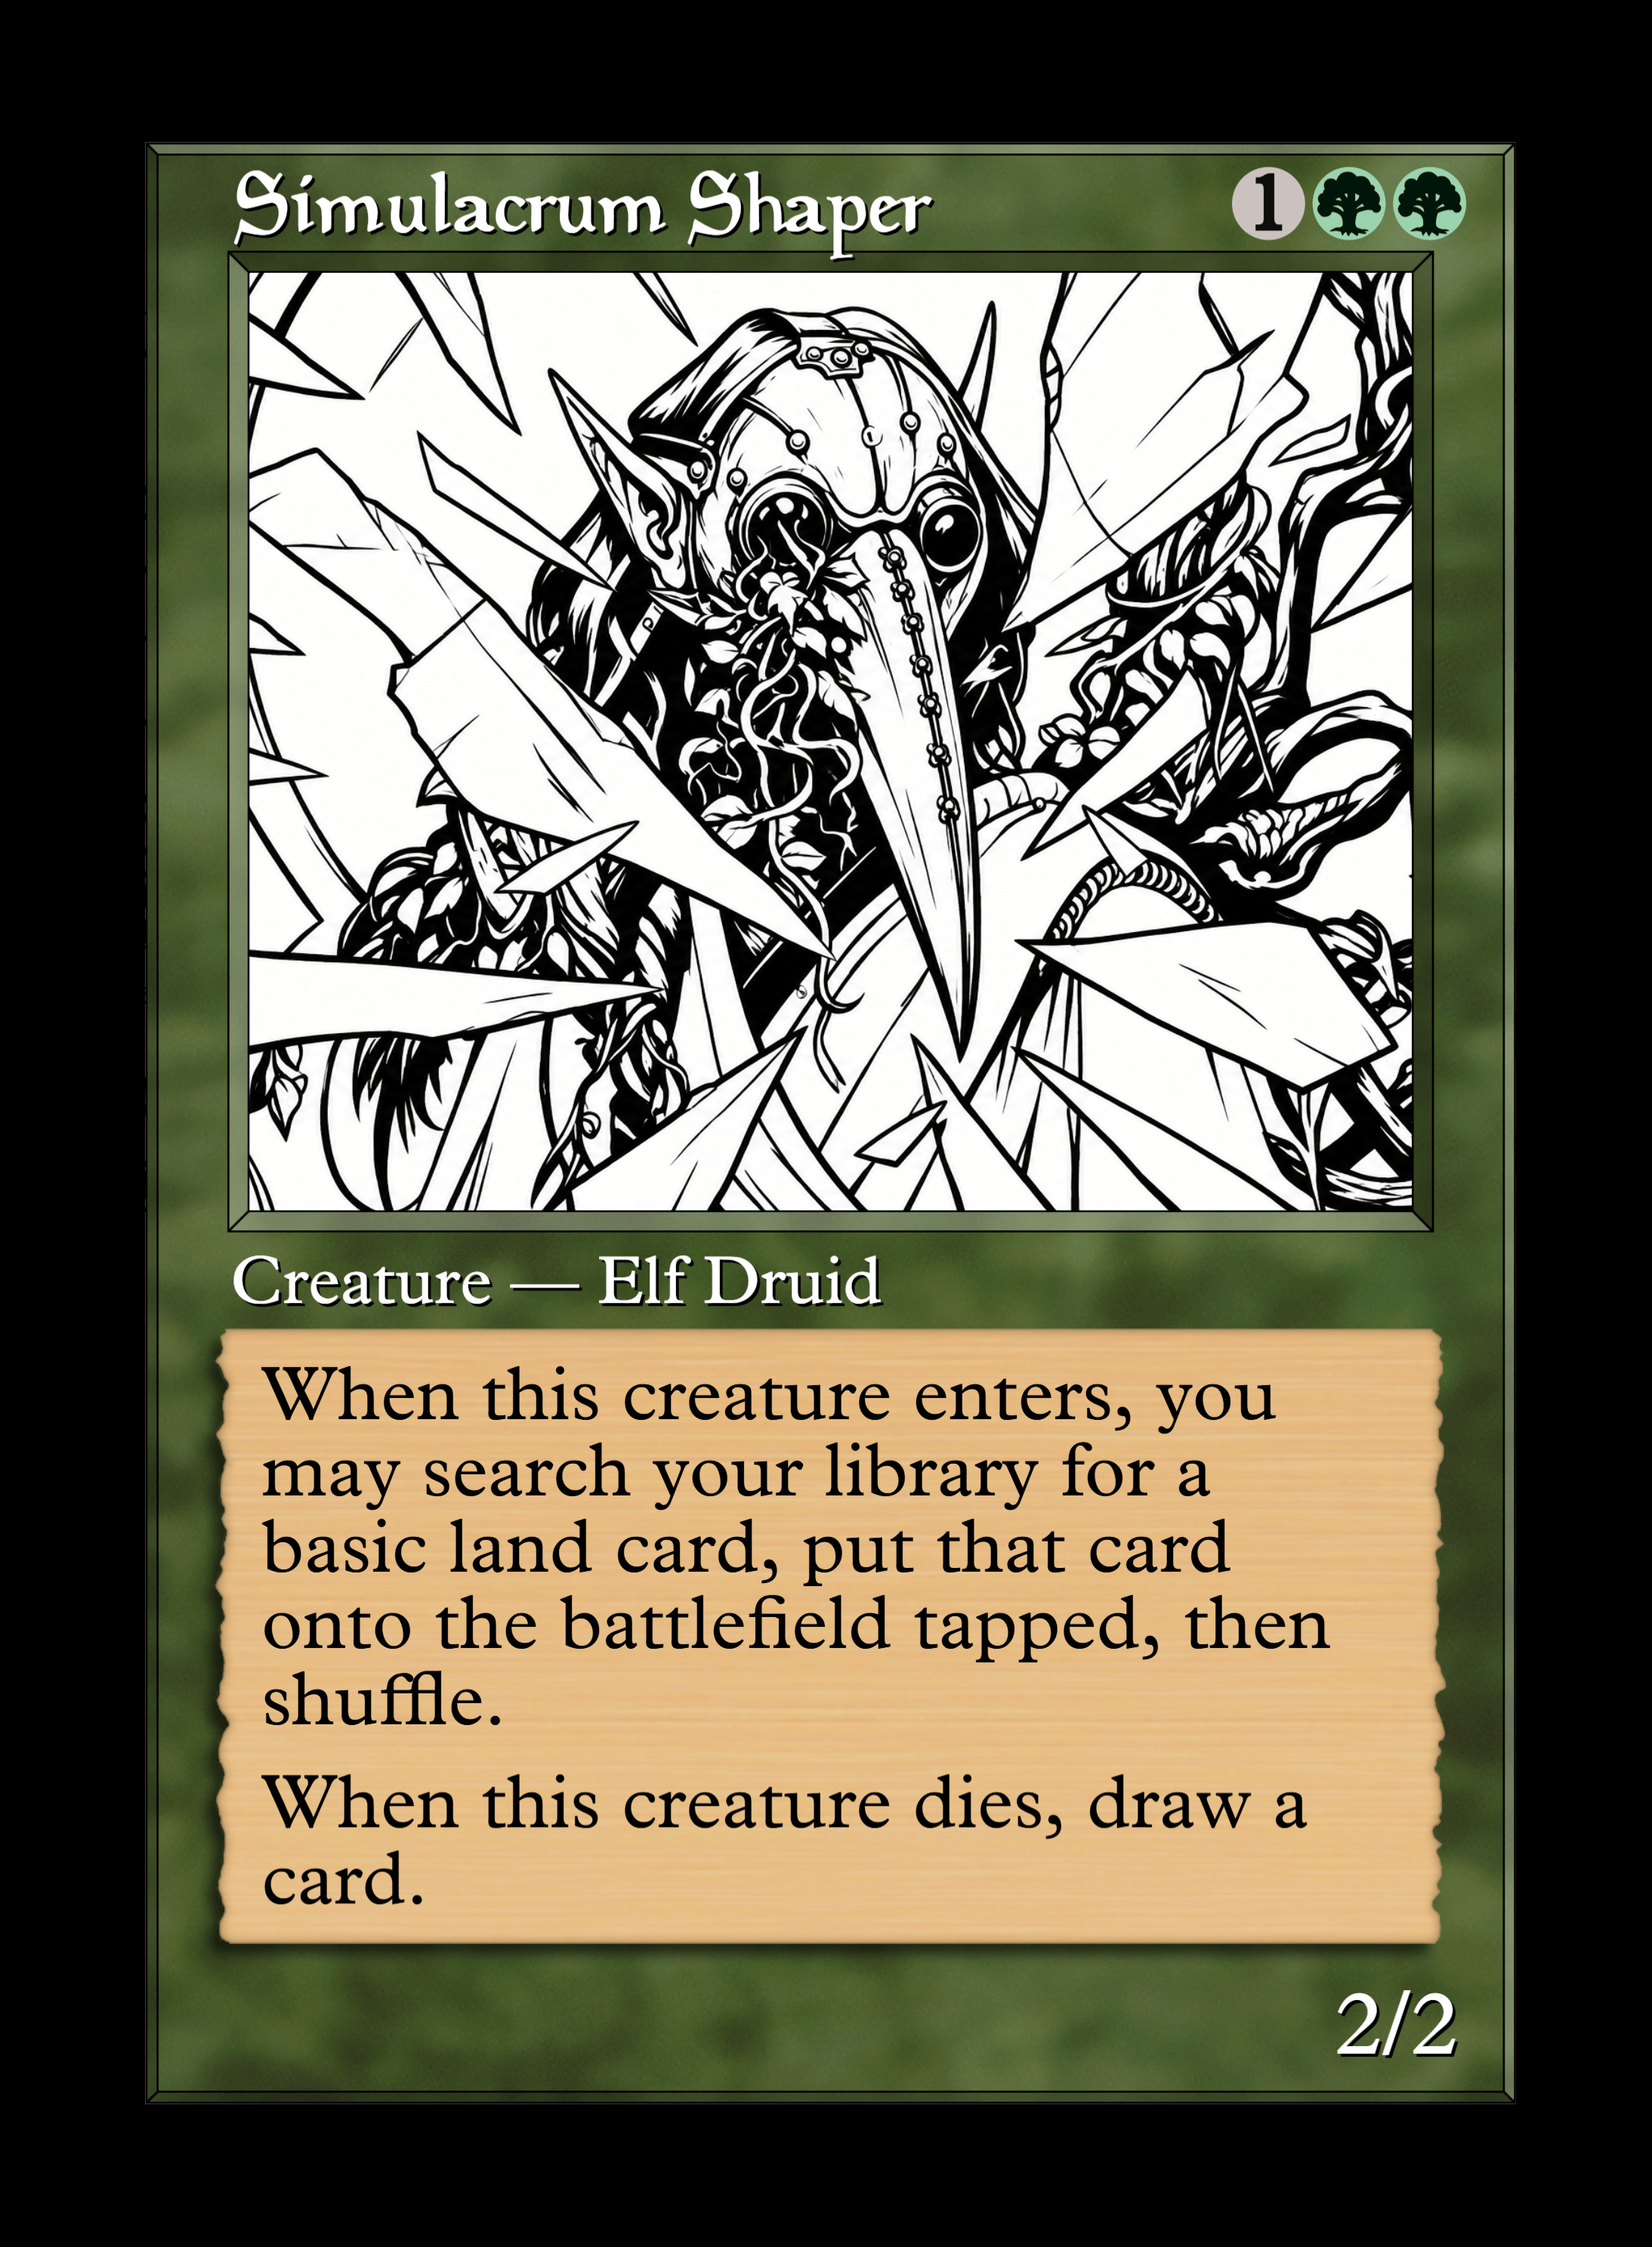 Simulacrum Shaper 1
Creature — Elf Druid
When this creature enters, you
may search your library for a
basic land card, put that card
onto the battlefield tapped, then
shuffle.
When this creature dies, draw a
card.
2/2